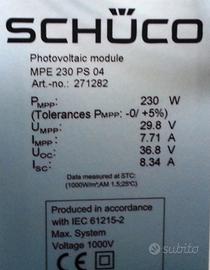 SCHÜCO
Photovoltaic module
MPE 230 PS 04
Art.-no.: 271282
PMPP: 230 W
(Tolerances PMPP: -0/ +5%)
UMPP: 29.8 V
IMPP: 7.71 A
UOC: 36.8 V
ISC: 8.34 A
Data measured at STC:
(1000W/m²;AM 1.5;25°C)
Produced in accordance
with IEC 61215-2
Max. System
Voltage 1000V
CE
subito